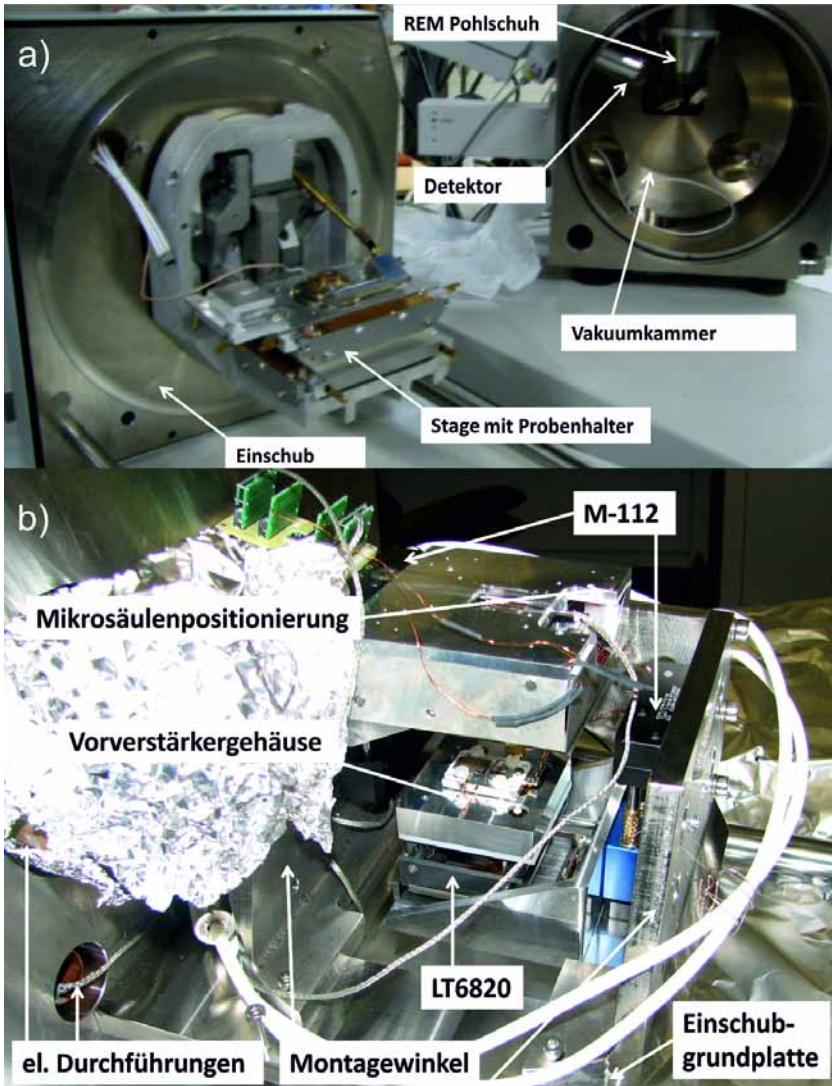 a)
REM Pohlschuh
Detektor
Vakuumkammer
Stage mit Probenhalter
Einschub
b)
M-112
Mikrosäulenpositionierung
Vorverstärkergehäuse
LT6820
el. Durchführungen
Montagewinkel
Einschub-
grundplatte